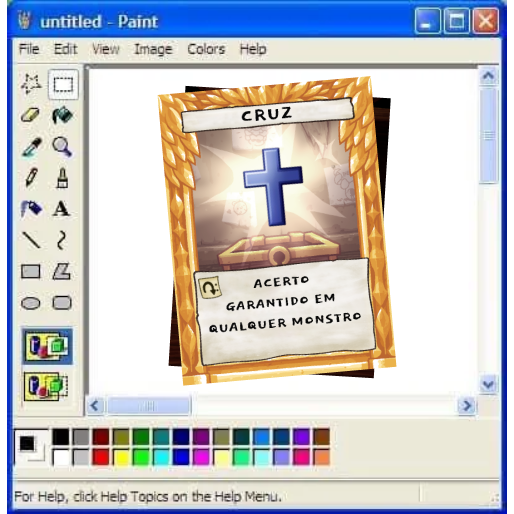 untitled - Paint
File Edit View Image Colors Help
CRUZ
A
ACERTO
GARANTIDO EM
QUALQUER MONSTRO
For Help, click Help Topics on the Help Menu.